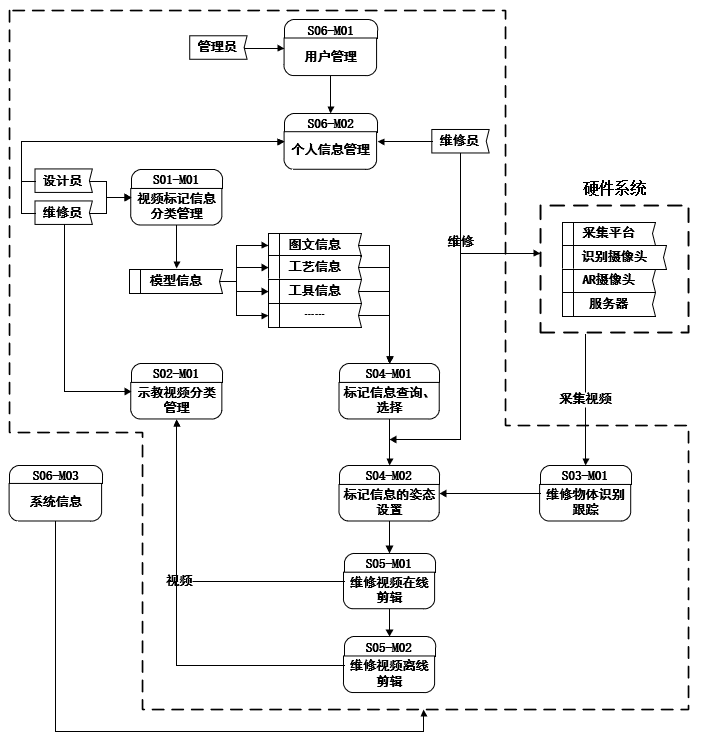 S06-M01
管理员
用户管理
S06-M02
维修员
个人信息管理
设计员
S01-M01
视频标记信息
分类管理
维修员
硬件系统
采集平台
图文信息
维修
识别摄像头
模型信息
工艺信息
AR摄像头
工具信息
服务器
------
S02-M01
示教视频分类
管理
S04-M01
标记信息查询、
选择
采集视频
S06-M03
系统信息
S04-M02
标记信息的姿态
设置
S03-M01
维修物体识别
跟踪
S05-M01
视频
维修视频在线
剪辑
S05-M02
维修视频离线
剪辑